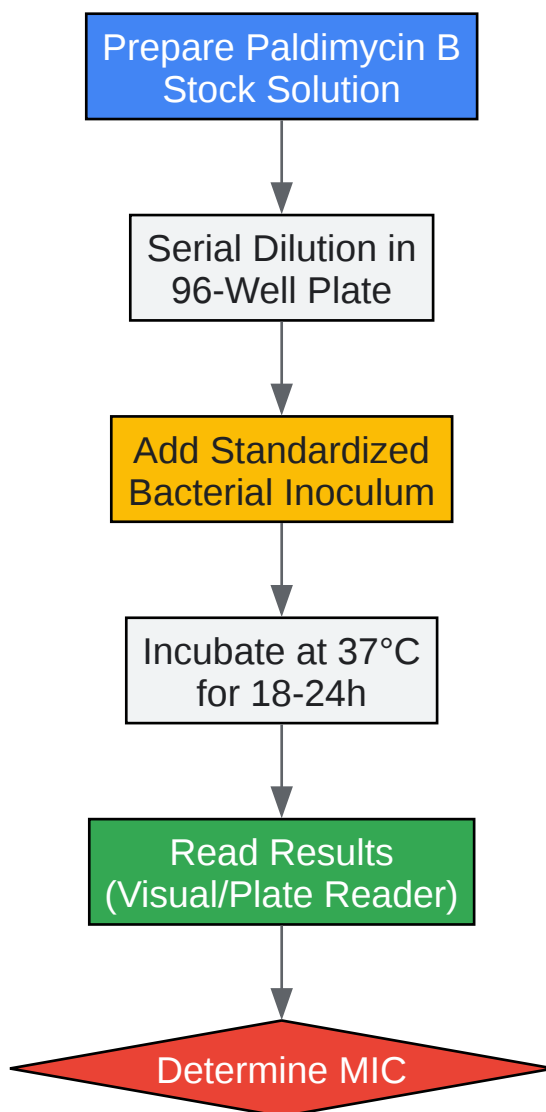 Prepare Paldimycin B
Stock Solution
Serial Dilution in
96-Well Plate
Add Standardized
Bacterial Inoculum
Incubate at 37°C
for 18-24h
Read Results
(Visual/Plate Reader)
Determine MIC